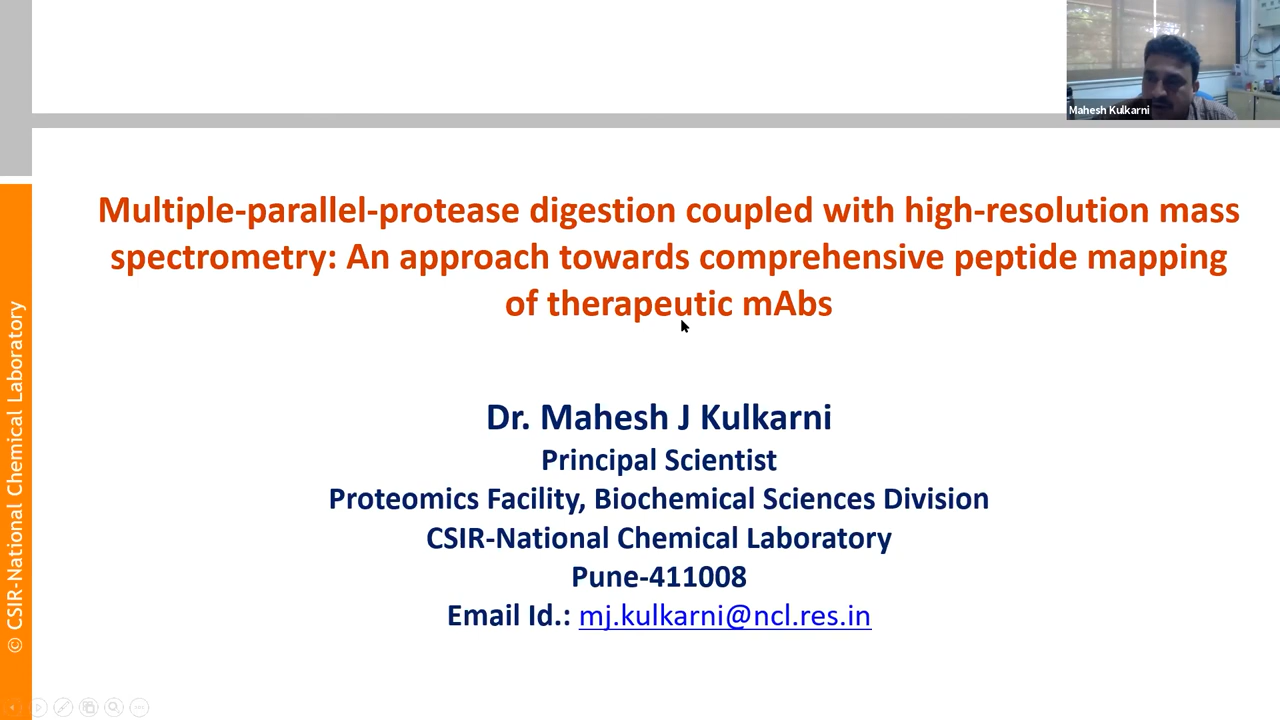 Mahesh Kulkarni
Multiple-parallel-protease digestion coupled with high-resolution mass
spectrometry: An approach towards comprehensive peptide mapping
of therapeutic mAbs
Dr. Mahesh J Kulkarni
Principal Scientist
Proteomics Facility, Biochemical Sciences Division
CSIR-National Chemical Laboratory
Pune-411008
Email Id.: mj.kulkarni@ncl.res.in
© CSIR-National Chemical Laboratory